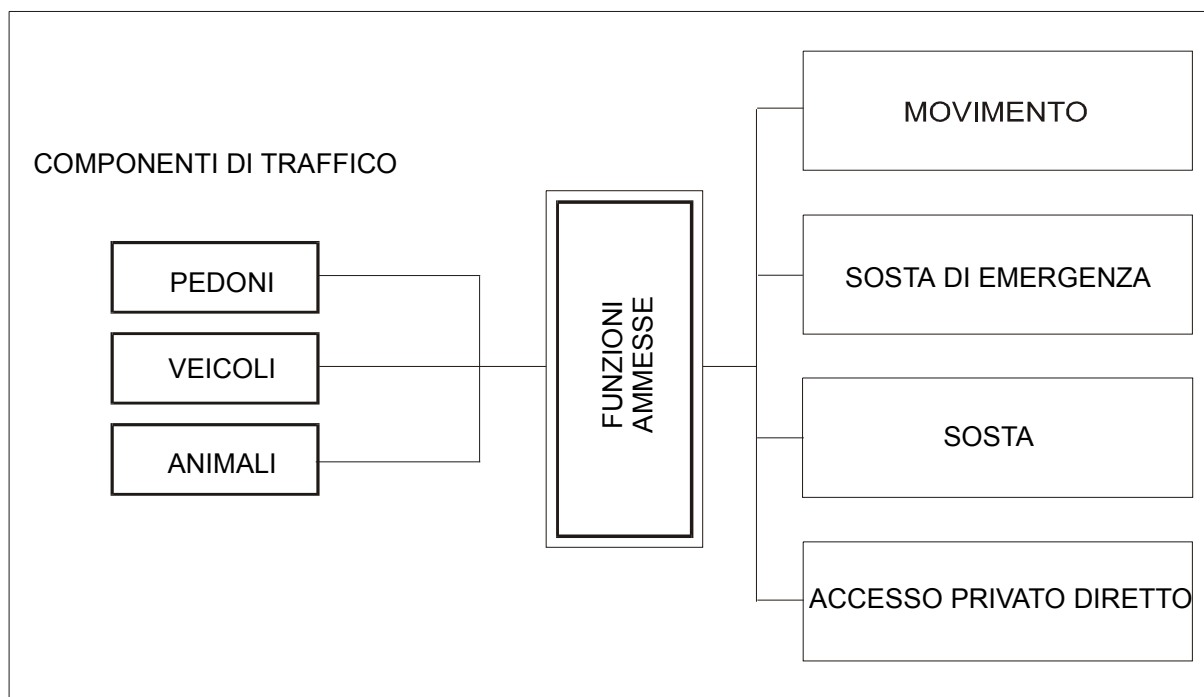 COMPONENTI DI TRAFFICO
PEDONI
VEICOLI
ANIMALI
FUNZIONI
AMMESSE
MOVIMENTO
SOSTA DI EMERGENZA
SOSTA
ACCESSO PRIVATO DIRETTO